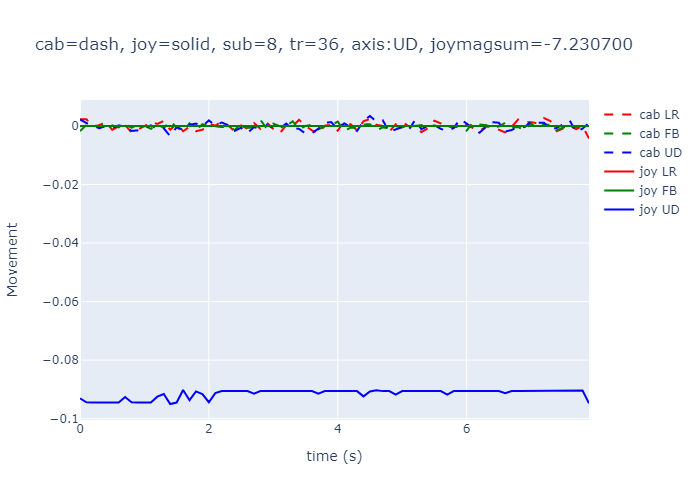 cab=dash, joy=solid, sub=8, tr=36, axis:UD, joymagsum=-7.230700
cab LR
cab FB
cab UD
joy LR
joy FB
joy UD
0
−0.02
−0.04
−0.06
−0.08
−0.1
Movement
0
2
4
6
time (s)